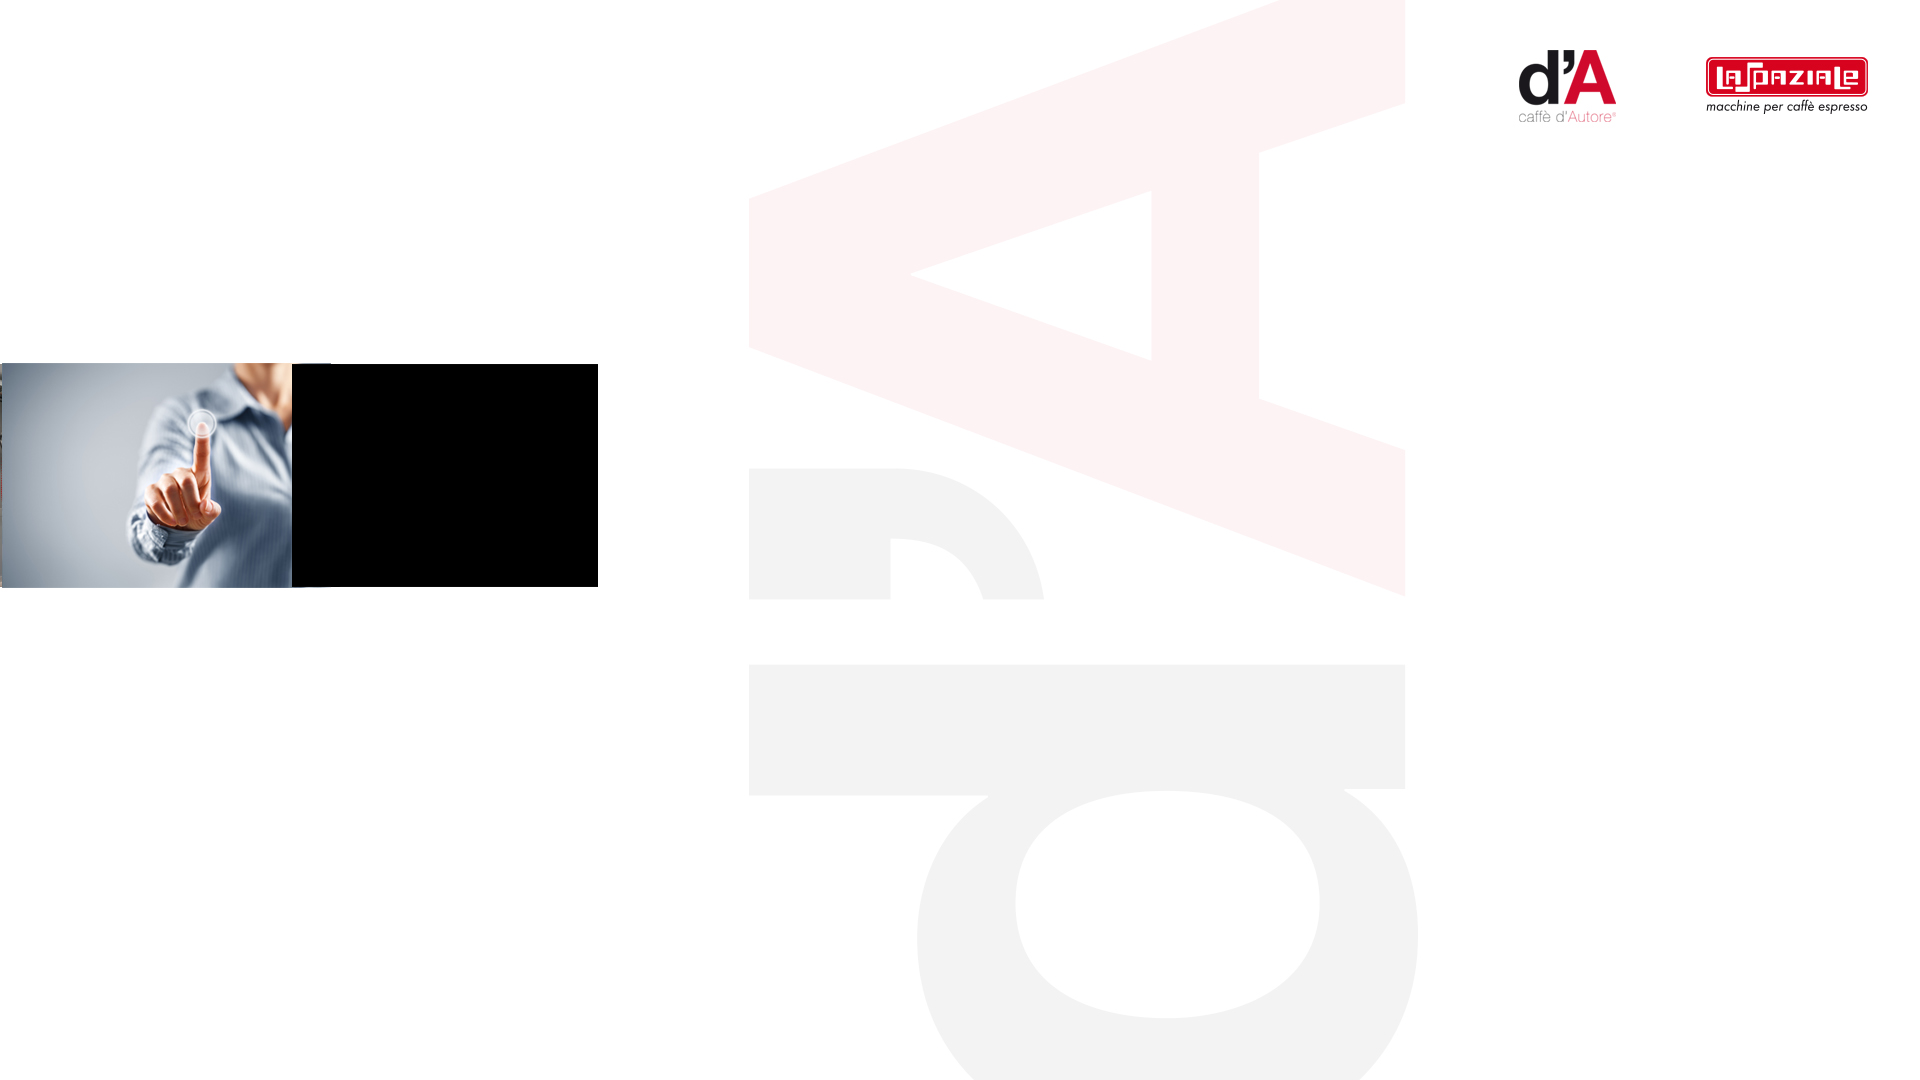 d'A
caffè d'Autore®
LaSpaziale
macchine per caffè espresso
d'A